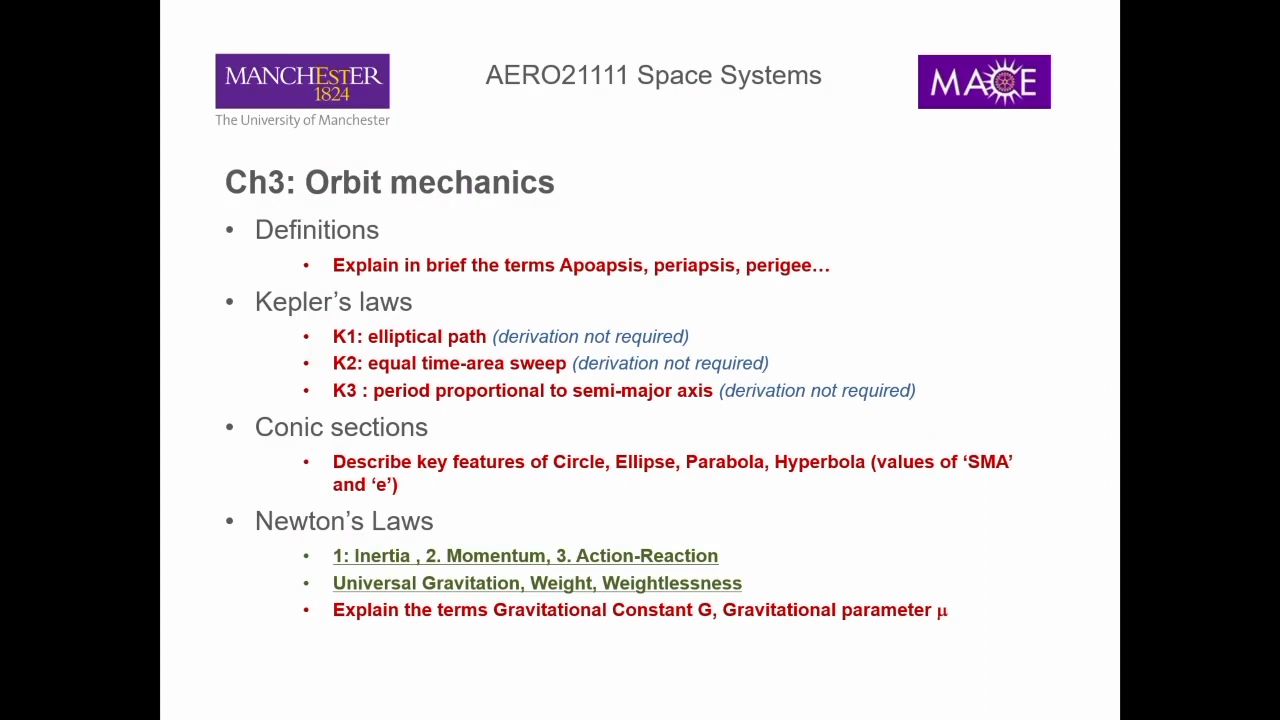 MANCHESTER
1824
The University of Manchester
AERO21111 Space Systems
MACE
Ch3: Orbit mechanics
• Definitions
• Explain in brief the terms Apoapsis, periapsis, perigee…
• Kepler’s laws
• K1: elliptical path (derivation not required)
• K2: equal time-area sweep (derivation not required)
• K3 : period proportional to semi-major axis (derivation not required)
• Conic sections
• Describe key features of Circle, Ellipse, Parabola, Hyperbola (values of ‘SMA’
and ‘e’)
• Newton’s Laws
• 1: Inertia , 2. Momentum, 3. Action-Reaction
• Universal Gravitation, Weight, Weightlessness
• Explain the terms Gravitational Constant G, Gravitational parameter μ